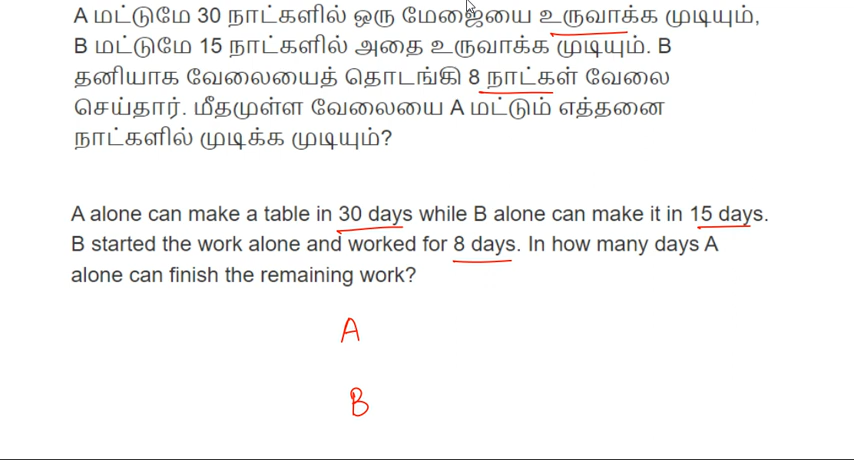 A மட்டுமே 30 நாட்களில் ஒரு மேஜையை உருவாக்க முடியும்,
B மட்டுமே 15 நாட்களில் அதை உருவாக்க முடியும். B
தனியாக வேலையைத் தொடங்கி 8 நாட்கள் வேலை
செய்தார். மீதமுள்ள வேலையை A மட்டும் எத்தனை
நாட்களில் முடிக்க முடியும்?
A alone can make a table in 30 days while B alone can make it in 15 days.
B started the work alone and worked for 8 days. In how many days A
alone can finish the remaining work?
A
B